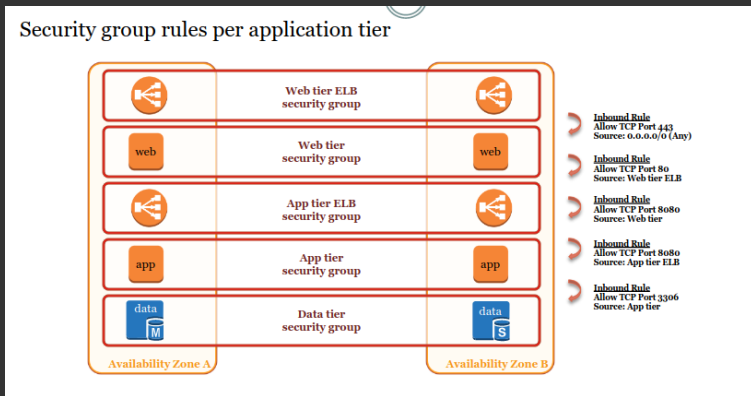 Security group rules per application tier
Web tier ELB
security group
Inbound Rule
Allow TCP Port 443
Source: 0.0.0.0/0 (Any)
web
Web tier
security group
web
Inbound Rule
Allow TCP Port 80
Source: Web tier ELB
App tier ELB
security group
Inbound Rule
Allow TCP Port 8080
Source: Web tier
app
App tier
security group
app
Inbound Rule
Allow TCP Port 8080
Source: App tier ELB
data
M
Data tier
security group
data
S
Inbound Rule
Allow TCP Port 3306
Source: App tier
Availability Zone A
Availability Zone B